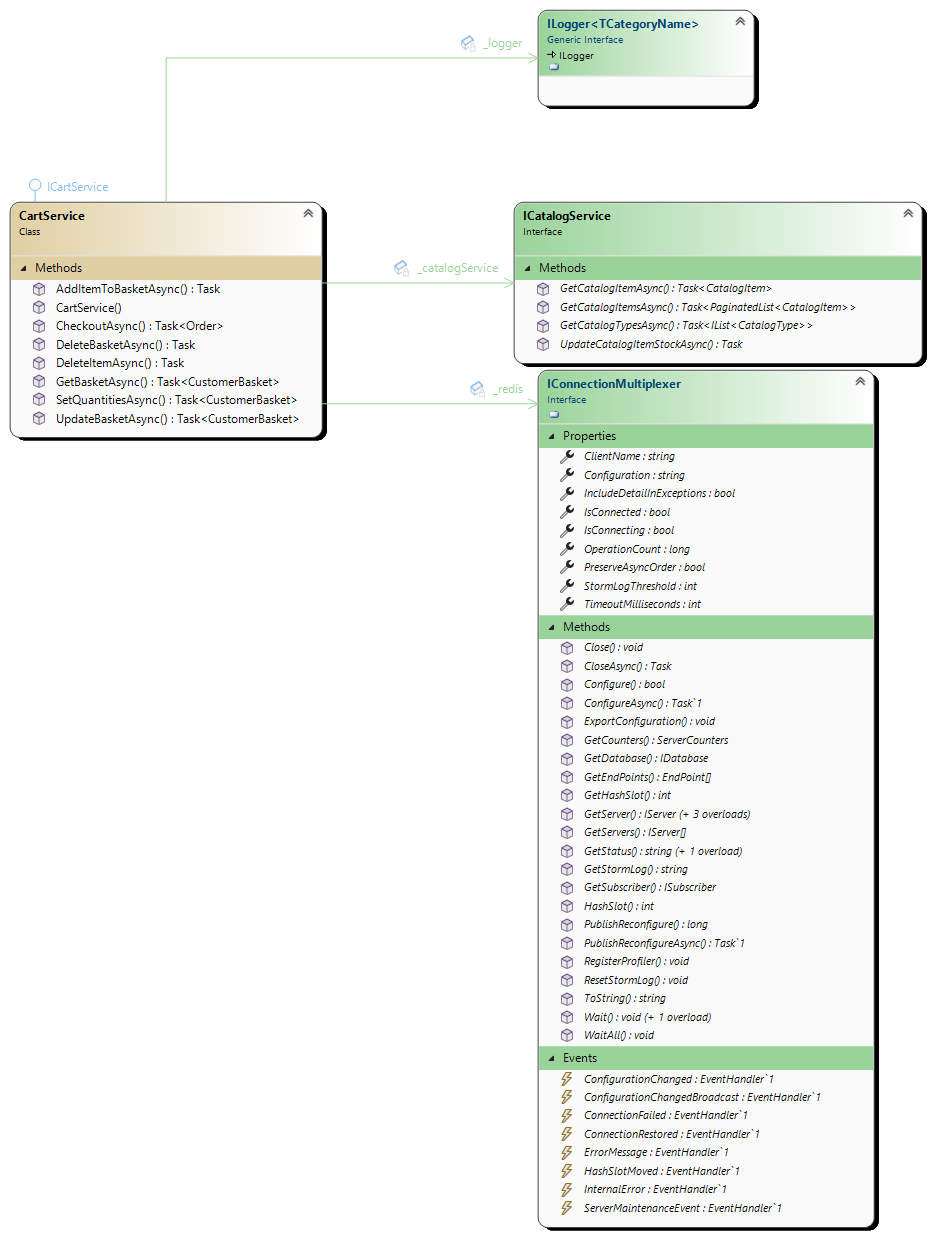 _logger
ILogger<TCategoryName>
Generic Interface
ILogger
ICartService
CartService
Class
Methods
AddItemToBasketAsync() : Task
CartService()
CheckoutAsync() : Task<Order>
DeleteBasketAsync() : Task
DeleteItemAsync() : Task
GetBasketAsync() : Task<CustomerBasket>
SetQuantitiesAsync() : Task<CustomerBasket>
UpdateBasketAsync() : Task<CustomerBasket>
_catalogService
ICatalogService
Interface
Methods
GetCatalogItemAsync() : Task<CatalogItem>
GetCatalogItemsAsync() : Task<PaginatedList<CatalogItem>>
GetCatalogTypesAsync() : Task<IList<CatalogType>>
UpdateCatalogItemStockAsync() : Task
_redis
IConnectionMultiplexer
Interface
Properties
ClientName : string
Configuration : string
IncludeDetailInExceptions : bool
IsConnected : bool
IsConnecting : bool
OperationCount : long
PreserveAsyncOrder : bool
StormLogThreshold : int
TimeoutMilliseconds : int
Methods
Close() : void
CloseAsync() : Task
Configure() : bool
ConfigureAsync() : Task`1
ExportConfiguration() : void
GetCounters() : ServerCounters
GetDatabase() : IDatabase
GetEndPoints() : EndPoint[]
GetHashSlot() : int
GetServer() : IServer (+ 3 overloads)
GetServers() : IServer[]
GetStatus() : string (+ 1 overload)
GetStormLog() : string
GetSubscriber() : ISubscriber
HashSlot() : int
PublishReconfigure() : long
PublishReconfigureAsync() : Task`1
RegisterProfiler() : void
ResetStormLog() : void
ToString() : string
Wait() : void (+ 1 overload)
WaitAll() : void
Events
ConfigurationChanged : EventHandler`1
ConfigurationChangedBroadcast : EventHandler`1
ConnectionFailed : EventHandler`1
ConnectionRestored : EventHandler`1
ErrorMessage : EventHandler`1
HashSlotMoved : EventHandler`1
InternalError : EventHandler`1
ServerMaintenanceEvent : EventHandler`1